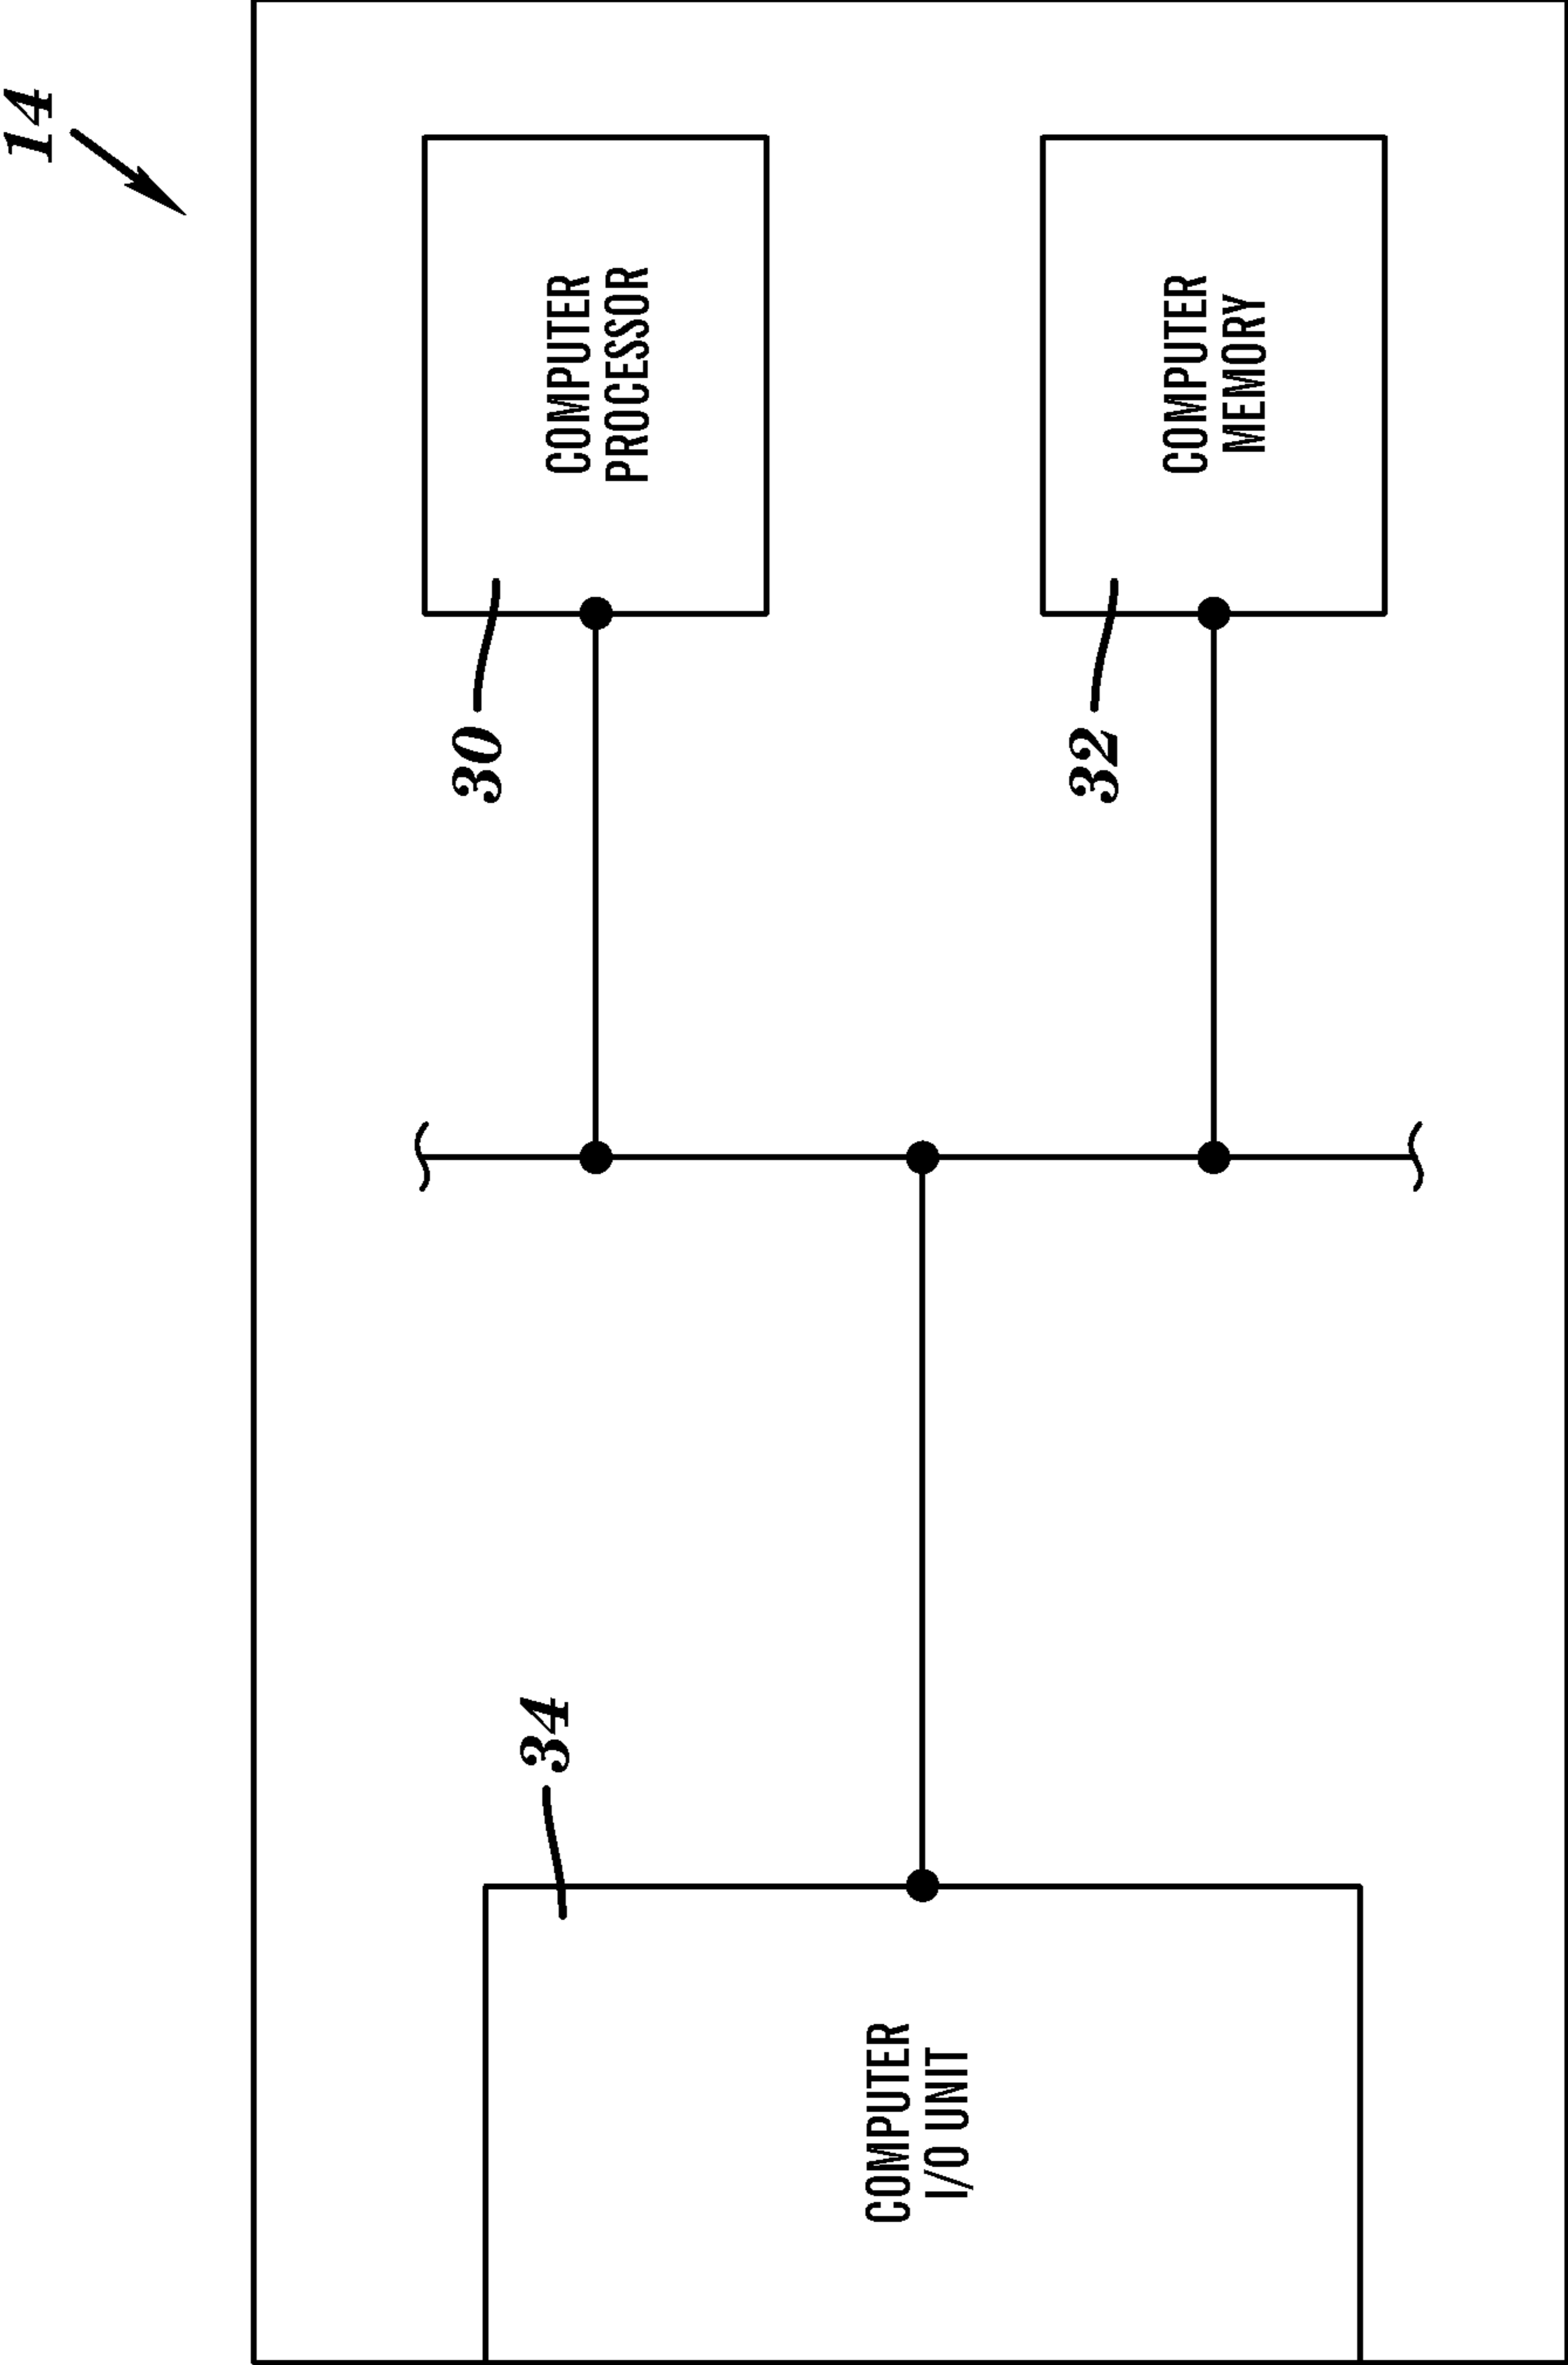 14
COMPUTER
PROCESSOR
30
COMPUTER
MEMORY
32
34
COMPUTER
I/O UNIT